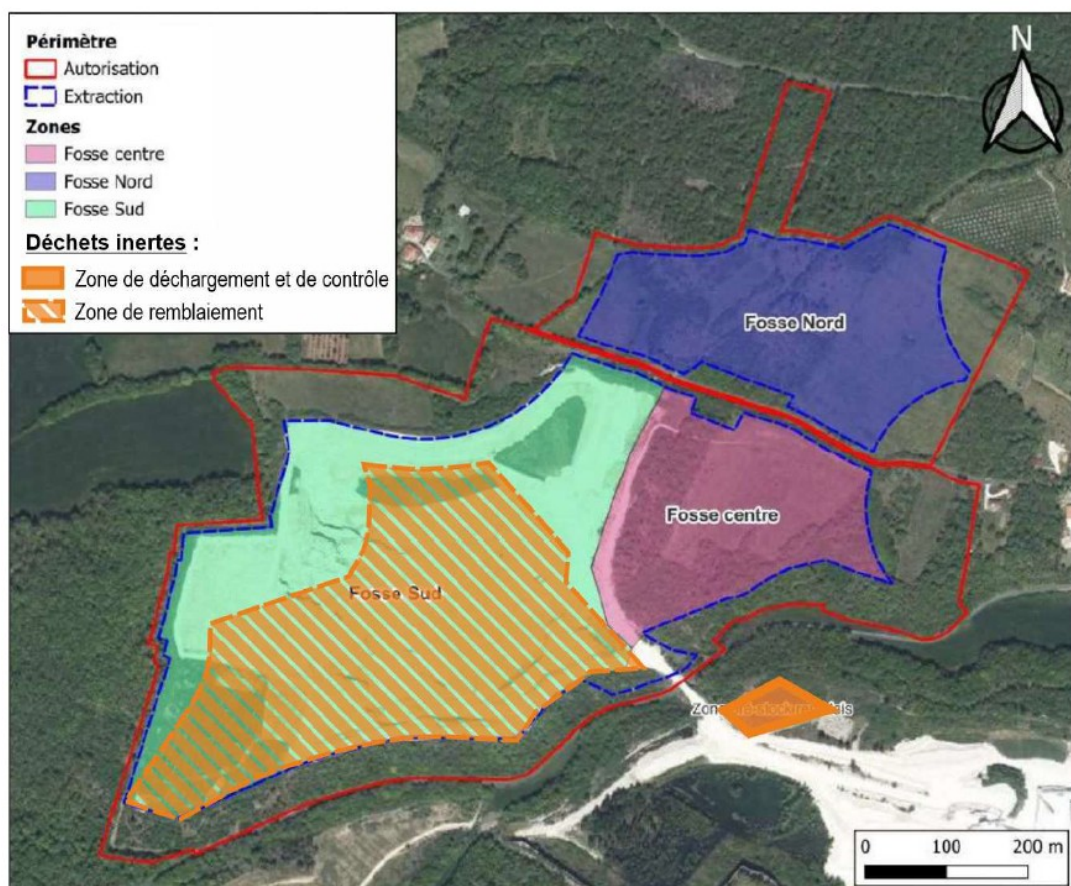 Périmètre
Autorisation
Extraction
Zones
Fosse centre
Fosse Nord
Fosse Sud
Déchets inertes :
Zone de déchargement et de contrôle
Zone de remblaiement
N
Fosse Nord
Fosse centre
Fosse Sud
0 100 200 m